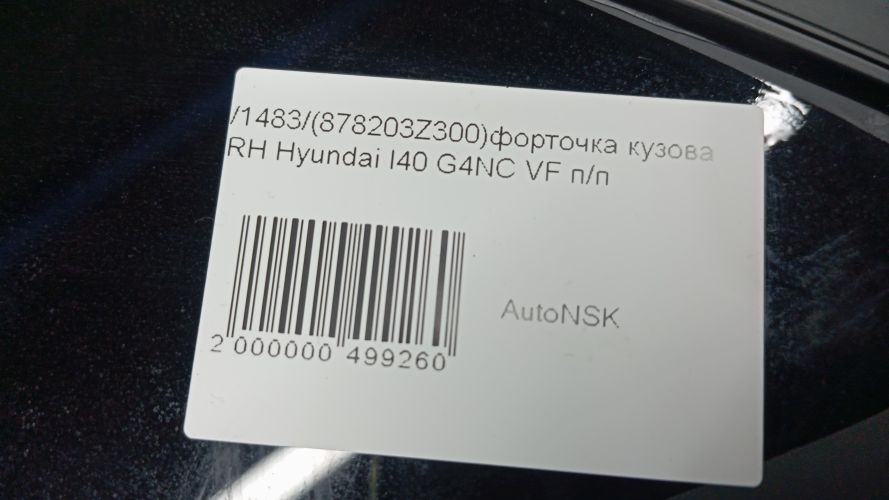 /1483/(878203Z300)форточка кузова
RH Hyundai I40 G4NC VF п/п
AutoNSK
2 000000 499260